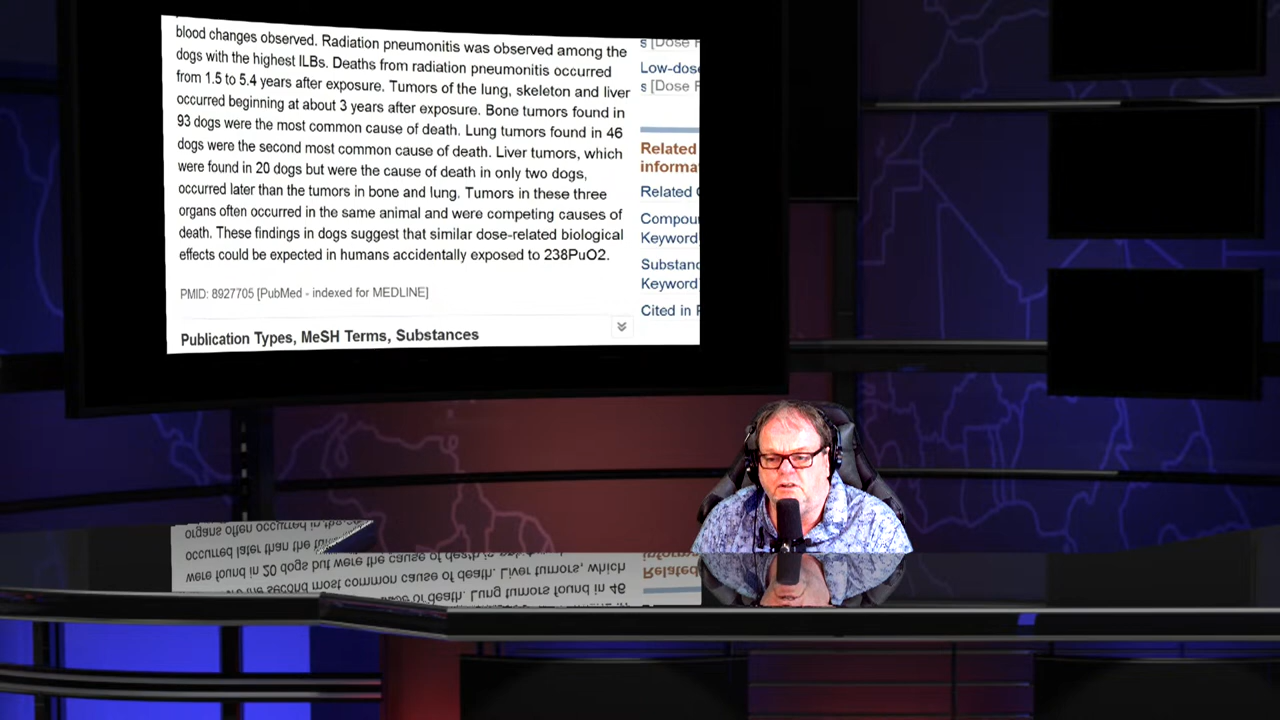 blood changes observed. Radiation pneumonitis was observed among the
dogs with the highest ILBs. Deaths from radiation pneumonitis occurred
from 1.5 to 5.4 years after exposure. Tumors of the lung, skeleton and liver
occurred beginning at about 3 years after exposure. Bone tumors found in
93 dogs were the most common cause of death. Lung tumors found in 46
dogs were the second most common cause of death. Liver tumors, which
were found in 20 dogs but were the cause of death in only two dogs,
occurred later than the tumors in bone and lung. Tumors in these three
organs often occurred in the same animal and were competing causes of
death. These findings in dogs suggest that similar dose-related biological
effects could be expected in humans accidentally exposed to 238PuO2.
PMID: 8927705 [PubMed - indexed for MEDLINE]
Publication Types, MeSH Terms, Substances
s [Dose
Low-dos
s [Dose
Related
informa
Related
Compou
Keyword
Substanc
Keyword
Cited in